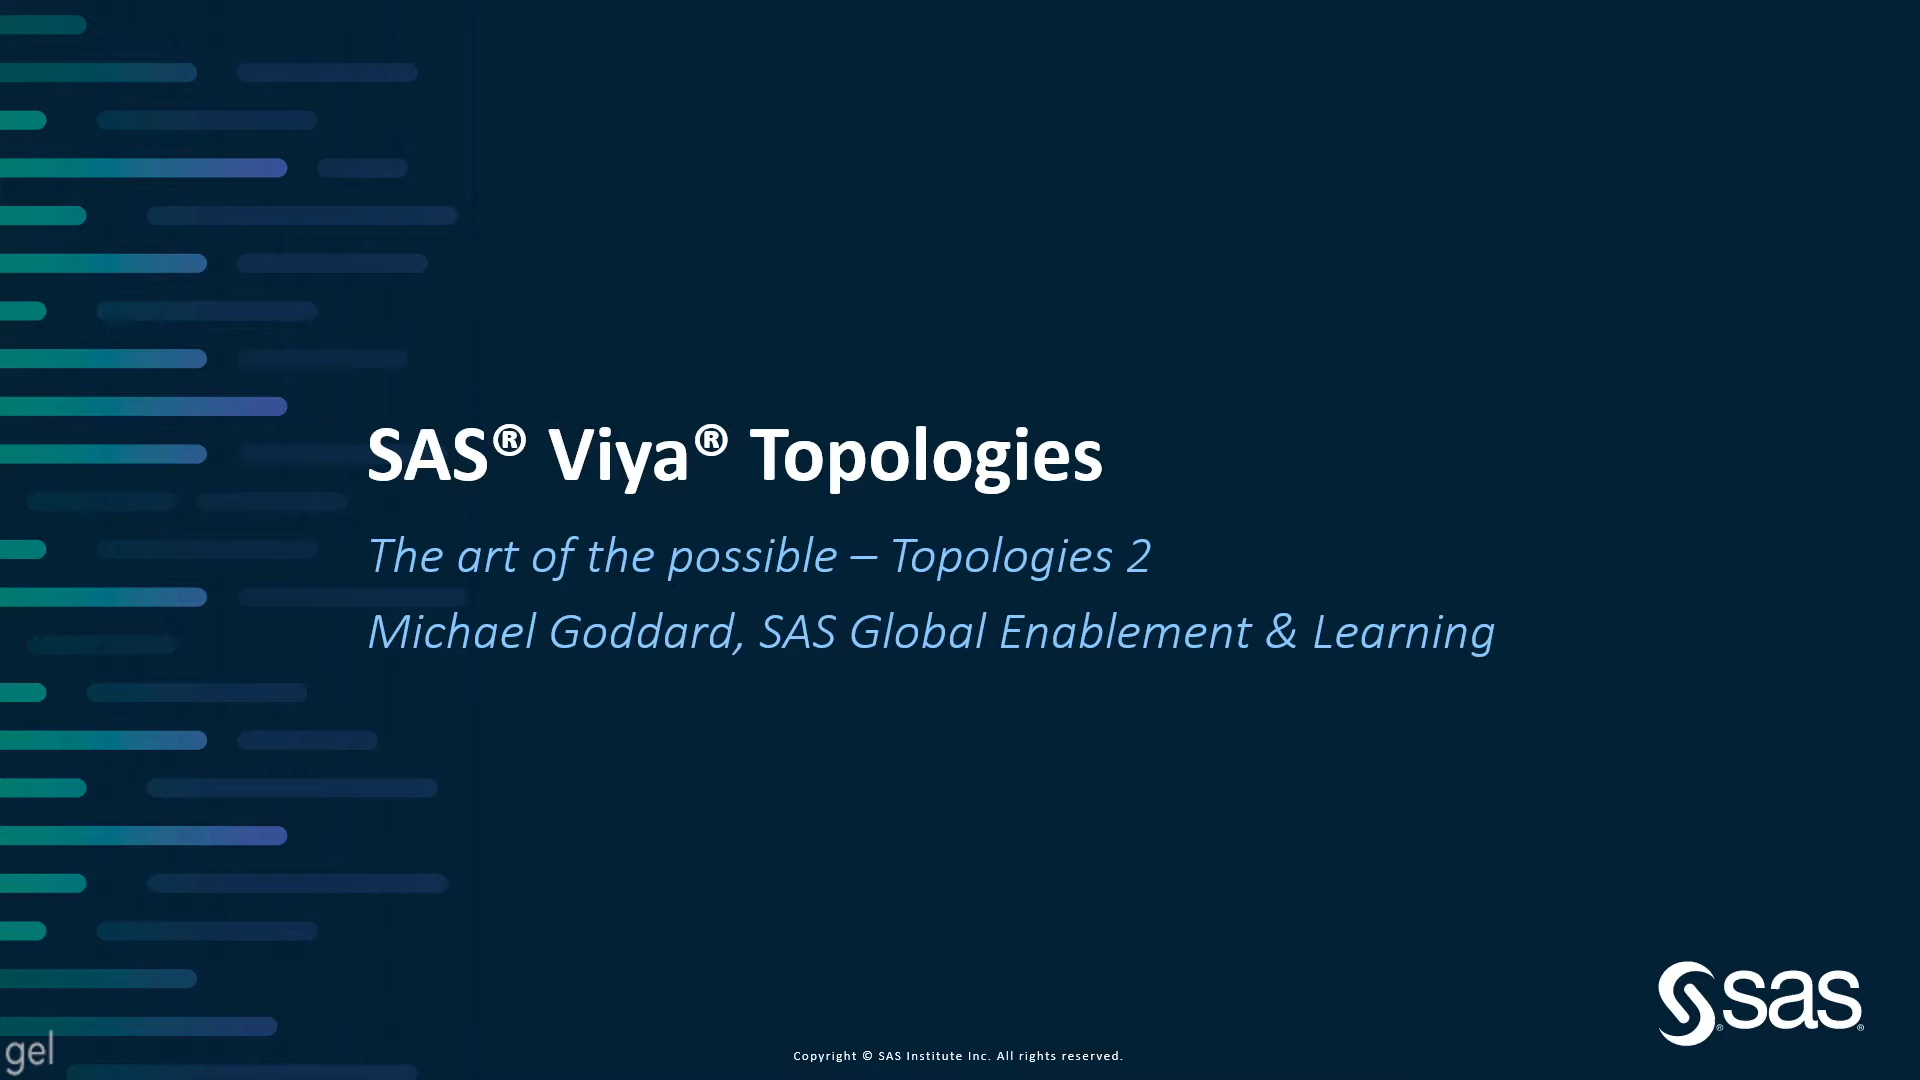 SAS® Viya® Topologies
The art of the possible – Topologies 2
Michael Goddard, SAS Global Enablement & Learning
sas
gel
Copyright © SAS Institute Inc. All rights reserved.